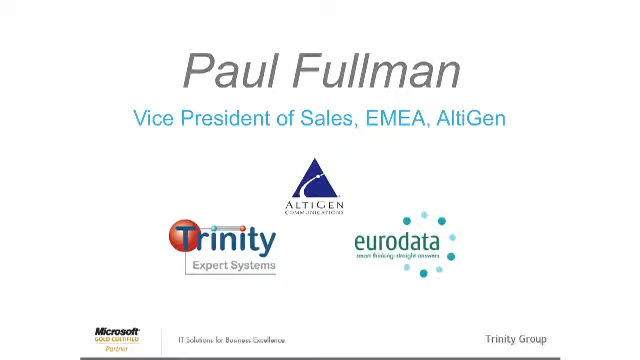 Paul Fullman
Vice President of Sales, EMEA, AltiGen
ALTIGEN
COMMUNICATIONS
Trinity
Expert Systems
eurodata
smart thinking: straight answers
Microsoft
GOLD CERTIFIED
Partner
IT Solutions for Business Excellence
Trinity Group